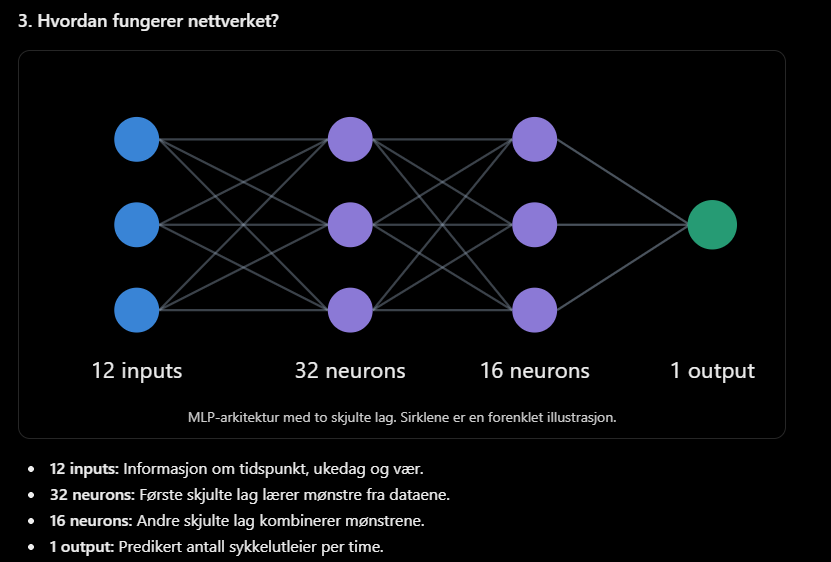 3. Hvordan fungerer nettverket?
12 inputs
32 neurons
16 neurons
1 output
MLP-arkitektur med to skjulte lag. Sirklene er en forenklet illustrasjon.
• 12 inputs: Informasjon om tidspunkt, ukedag og vær.
• 32 neurons: Første skjulte lag lærer mønstre fra dataene.
• 16 neurons: Andre skjulte lag kombinerer mønstrene.
• 1 output: Predikert antall sykkelutleier per time.